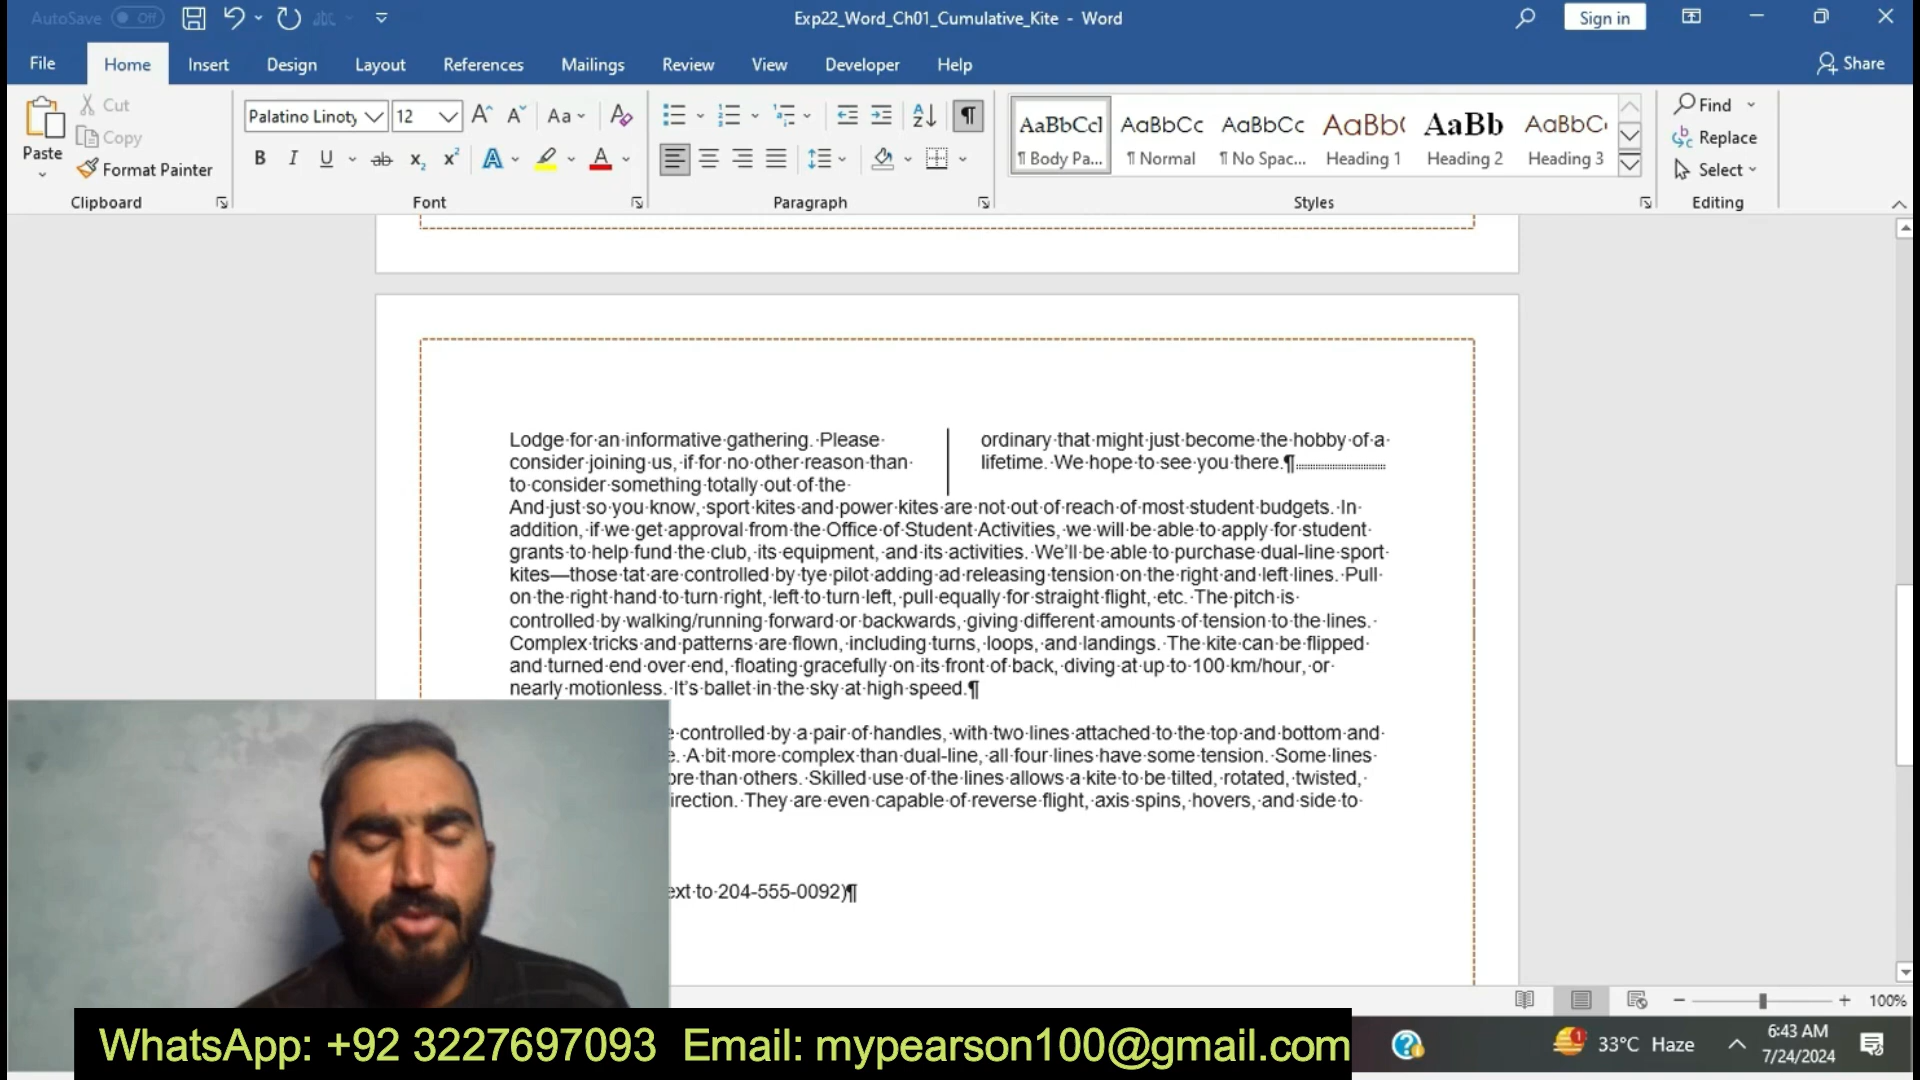 AutoSave Off
Exp22_Word_Ch01_Cumulative_Kite - Word
Sign in
File Home Insert Design Layout References Mailings Review View Developer Help Share
Paste
Cut
Copy
Format Painter
Palatino Linoty 12
Aa
B I U ab x2 x2 A A
Find
Replace
Select
AaBbCcI AaBbCc AaBbCc AaBb( AaBb AaBbC
¶ Body Pa... ¶ Normal ¶ No Spac... Heading 1 Heading 2 Heading 3
Clipboard Font Paragraph Styles Editing
Lodge for an informative gathering. Please
consider joining us, if for no other reason than
to consider something totally out of the
ordinary that might just become the hobby of a
lifetime. We hope to see you there.¶
And just so you know, sport kites and power kites are not out of reach of most student budgets. In
addition, if we get approval from the Office of Student Activities, we will be able to apply for student
grants to help fund the club, its equipment, and its activities. We'll be able to purchase dual-line sport
kites—those tat are controlled by tye pilot adding ad releasing tension on the right and left lines. Pull
on the right hand to turn right, left to turn left, pull equally for straight flight, etc. The pitch is
controlled by walking/running forward or backwards, giving different amounts of tension to the lines.
Complex tricks and patterns are flown, including turns, loops, and landings. The kite can be flipped
and turned end over end, floating gracefully on its front of back, diving at up to 100 km/hour, or
nearly motionless. It's ballet in the sky at high speed.¶
controlled by a pair of handles, with two lines attached to the top and bottom and
A bit more complex than dual-line, all four lines have some tension. Some lines
than others. Skilled use of the lines allows a kite to be tilted, rotated, twisted,
They are even capable of reverse flight, axis spins, hovers, and side to
to 204-555-0092)¶
100%
WhatsApp: +92 3227697093 Email: mypearson100@gmail.com
33°C Haze
6:43 AM
7/24/2024